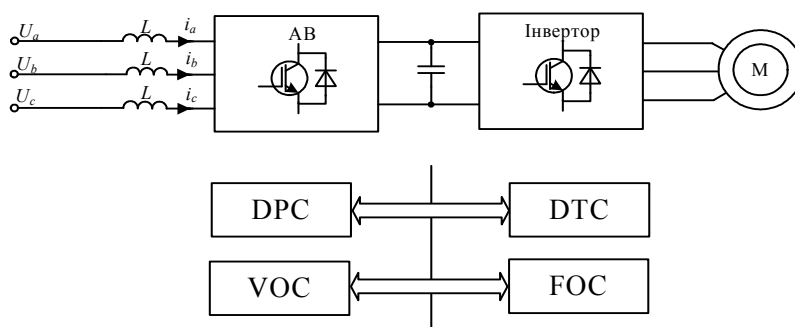 U_a L i_a АВ Інвертор
U_b L i_b М
U_c L i_c
DPC DTC
VOC FOC